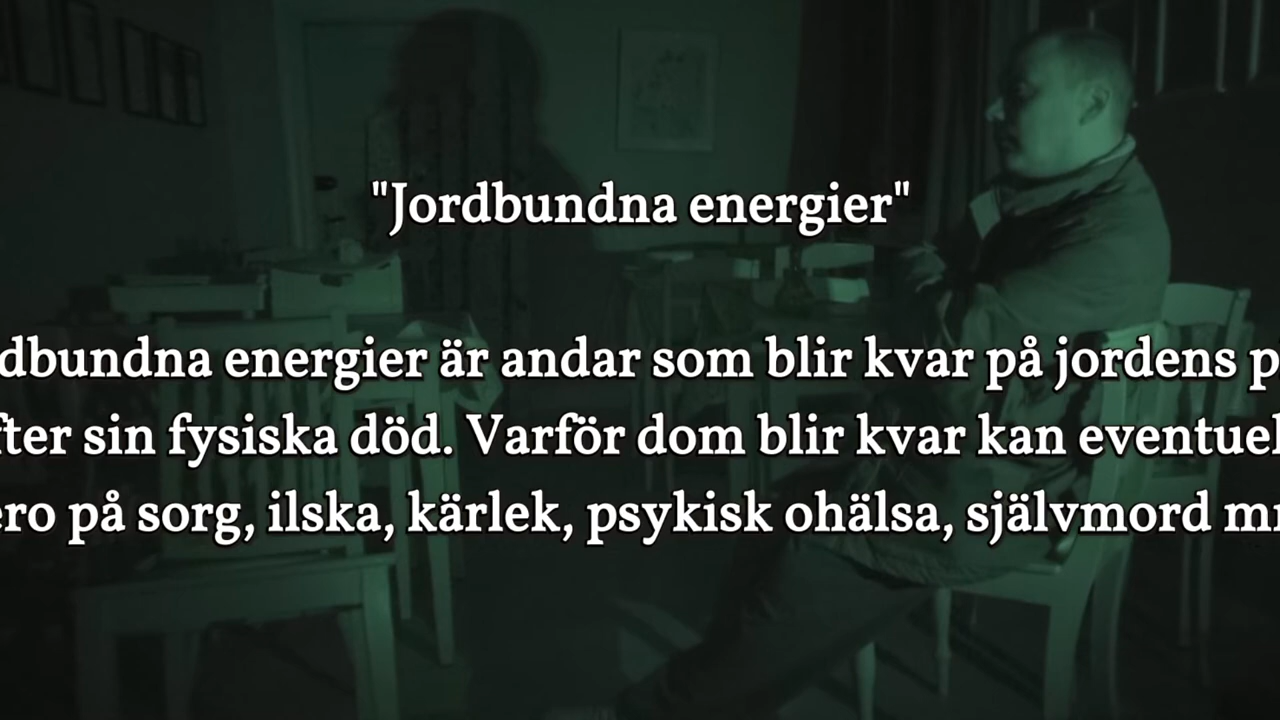 "Jordbundna energier"
dbundna energier är andar som blir kvar på jordens p
fter sin fysiska död. Varför dom blir kvar kan eventuel
ero på sorg, ilska, kärlek, psykisk ohälsa, självmord m